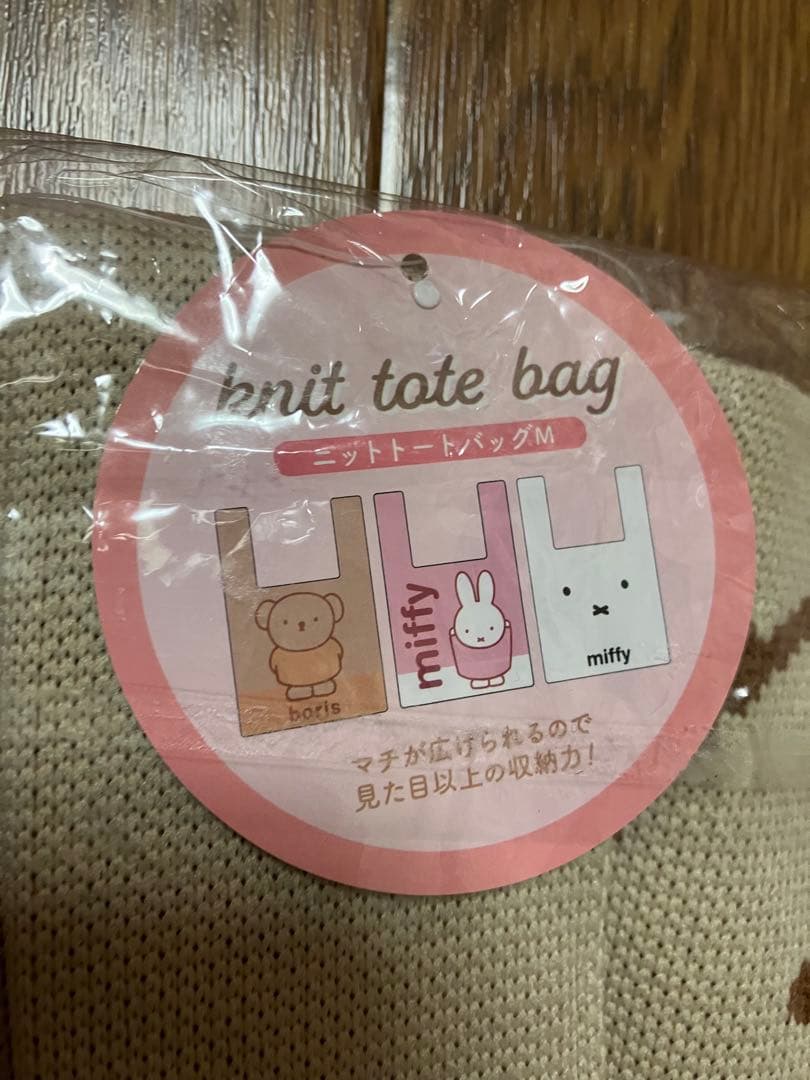 knit tote bag
ニットトートバッグM
boris
miffy
miffy
マチが広げられるので
見た目以上の収納力!